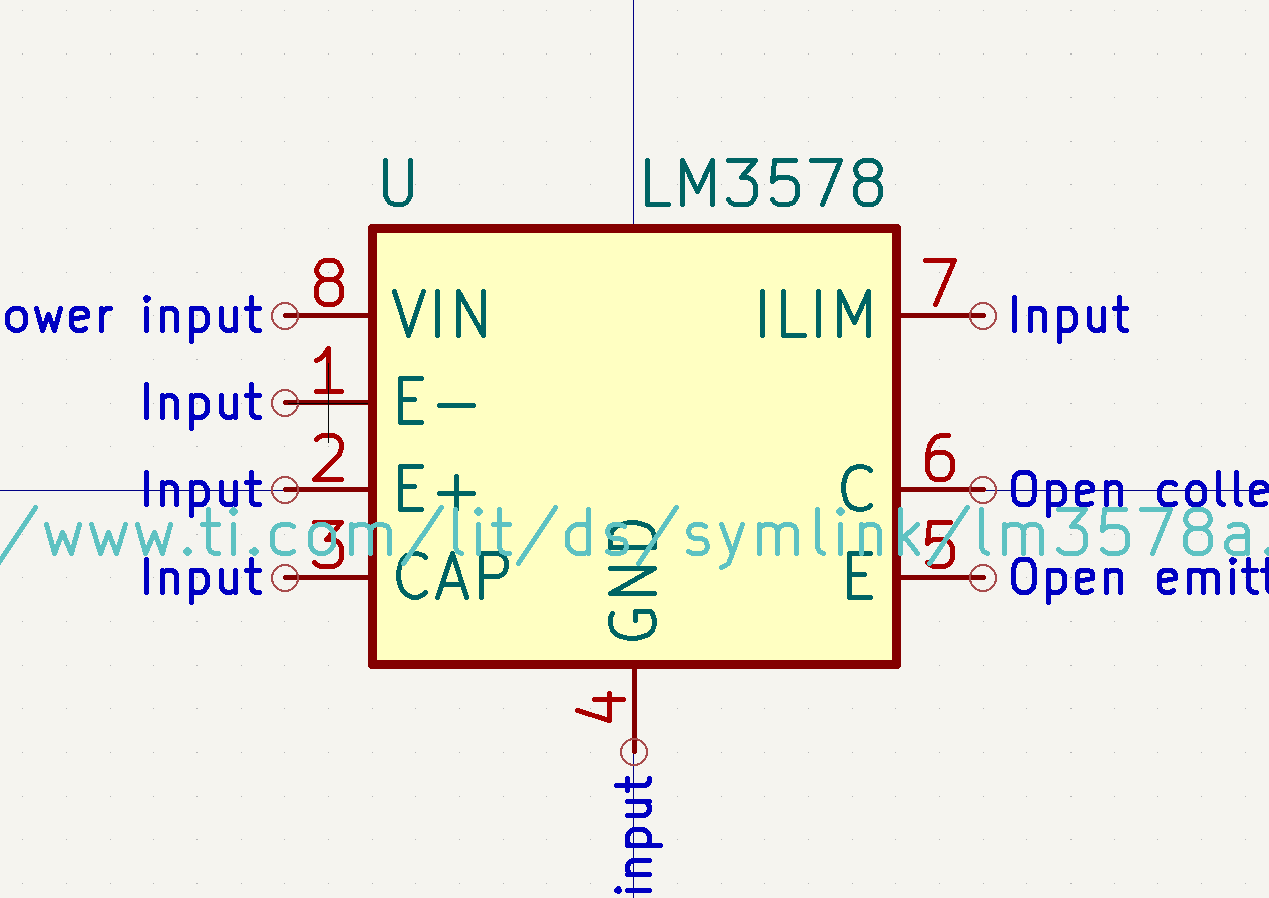 U LM3578
8 7
ower input VIN ILIM Input
1
Input E-
2 6
Input E+ C Open colle
/www.ti.com/lit/ds/symlink/lm3578a.
3 5
Input CAP E Open emitt
GND
4
input